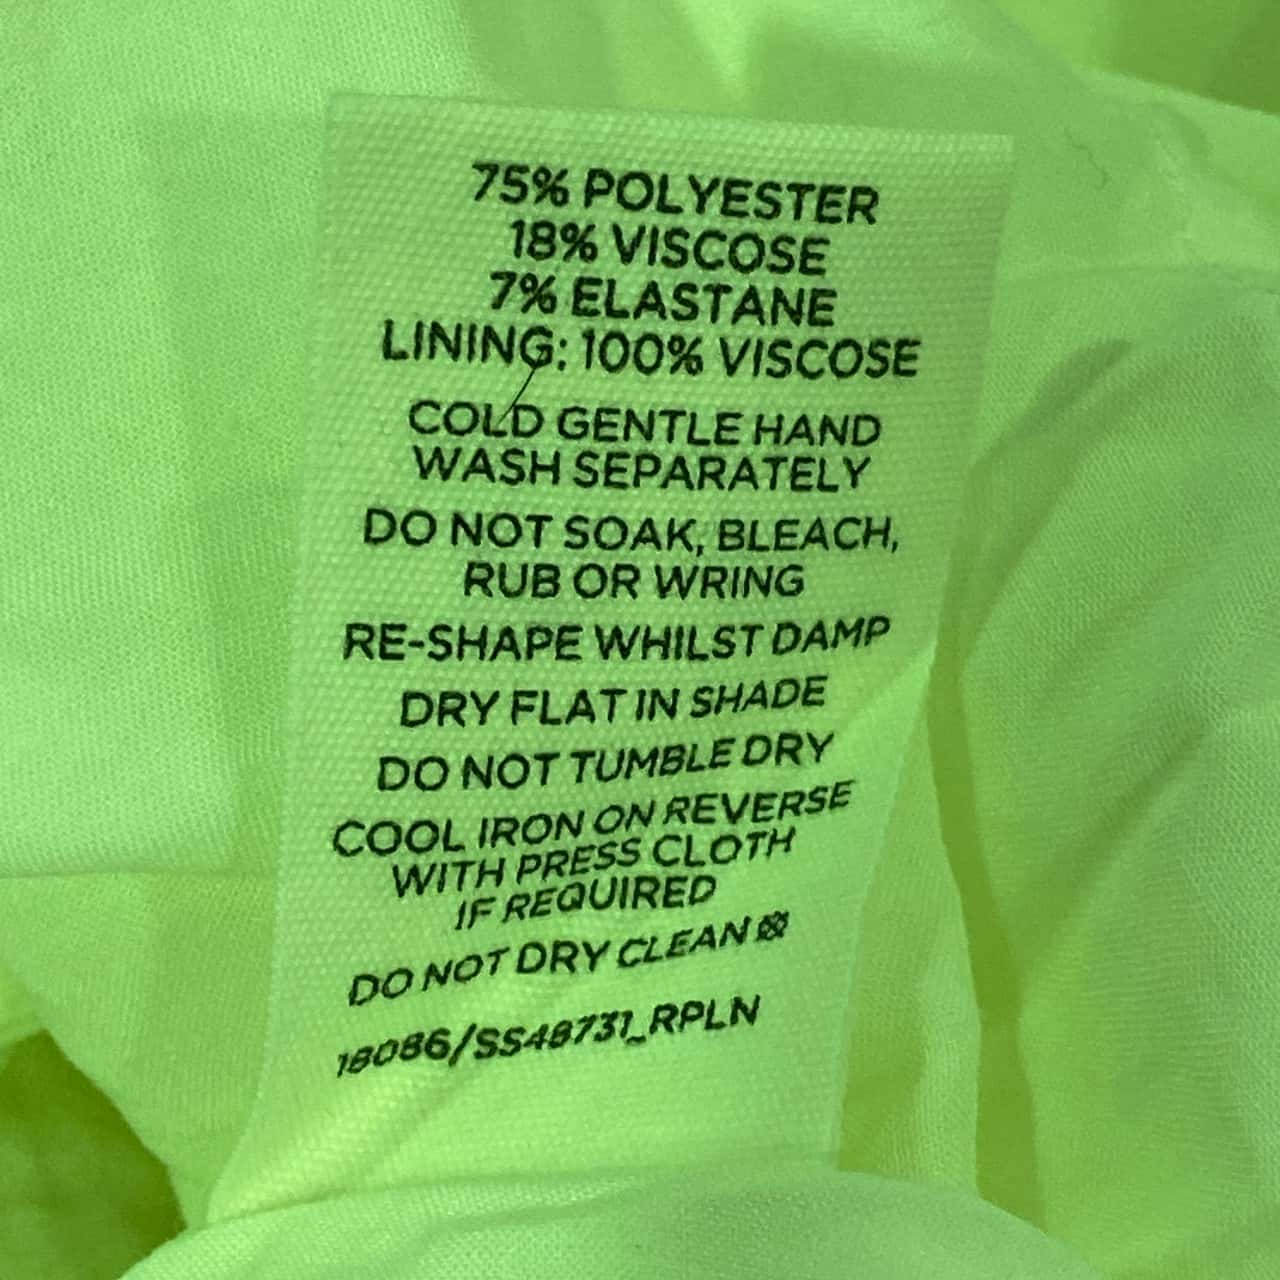 75% POLYESTER
18% VISCOSE
7% ELASTANE
LINING: 100% VISCOSE
COLD GENTLE HAND
WASH SEPARATELY
DO NOT SOAK, BLEACH,
RUB OR WRING
RE-SHAPE WHILST DAMP
DRY FLAT IN SHADE
DO NOT TUMBLE DRY
COOL IRON ON REVERSE
WITH PRESS CLOTH
IF REQUIRED
DO NOT DRY CLEAN
18086/SS48731_RPLN